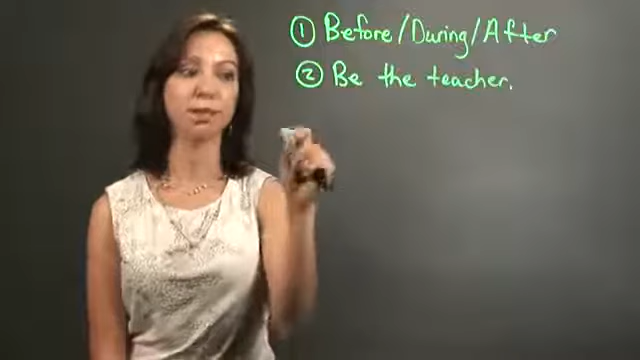 ① Before/During/After
② Be the teacher.